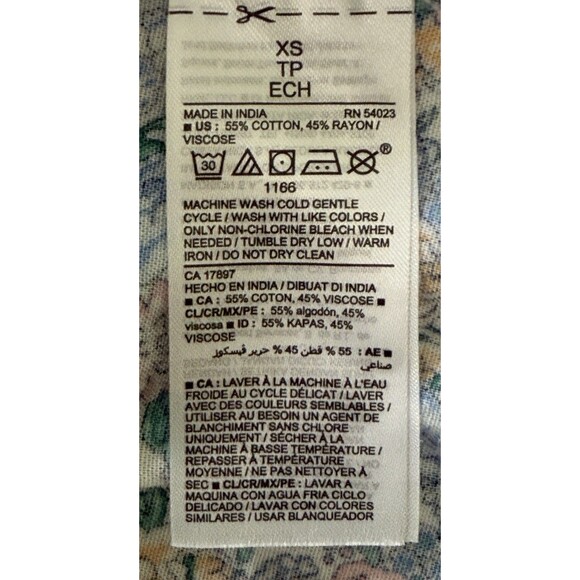 XS
TP
ECH
MADE IN INDIA RN 54023
■ US : 55% COTTON, 45% RAYON /
VISCOSE
30
®
1166
MACHINE WASH COLD GENTLE
CYCLE / WASH WITH LIKE COLORS /
ONLY NON-CHLORINE BLEACH WHEN
NEEDED / TUMBLE DRY LOW / WARM
IRON / DO NOT DRY CLEAN
CA 17897
HECHO EN INDIA / DIBUAT DI INDIA
■ CA : 55% COTON, 45% VISCOSE ■
CL/CR/MX/PE : 55% algodón, 45%
viscosa ■ ID : 55% KAPAS, 45%
VISCOSE
■ AE : 55 % قطن 45 % حرير فيسكوز
صناعي
■ CA : LAVER À LA MACHINE À L'EAU
FROIDE AU CYCLE DÉLICAT / LAVER
AVEC DES COULEURS SEMBLABLES /
UTILISER AU BESOIN UN AGENT DE
BLANCHIMENT SANS CHLORE
UNIQUEMENT / SÉCHER À LA
MACHINE À BASSE TEMPÉRATURE /
REPASSER À TEMPÉRATURE
MOYENNE / NE PAS NETTOYER À
SEC ■ CL/CR/MX/PE : LAVAR A
MAQUINA CON AGUA FRIA CICLO
DELICADO / LAVAR CON COLORES
SIMILARES / USAR BLANQUEADOR